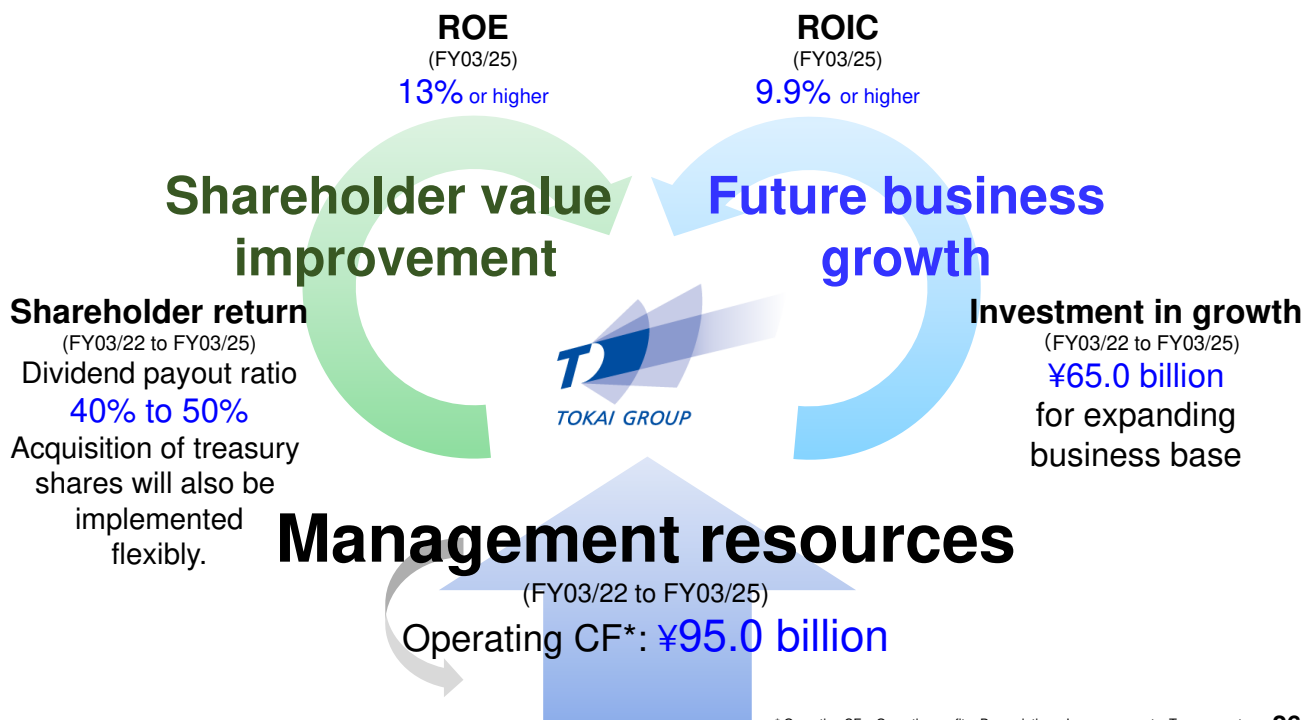 ROE
(FY03/25)
13% or higher
ROIC
(FY03/25)
9.9% or higher
Shareholder value
improvement
Future business
growth
Shareholder return
(FY03/22 to FY03/25)
Dividend payout ratio
40% to 50%
Acquisition of treasury
shares will also be
implemented
flexibly.
TOKAI GROUP
Investment in growth
(FY03/22 to FY03/25)
¥65.0 billion
for expanding
business base
Management resources
(FY03/22 to FY03/25)
Operating CF*: ¥95.0 billion